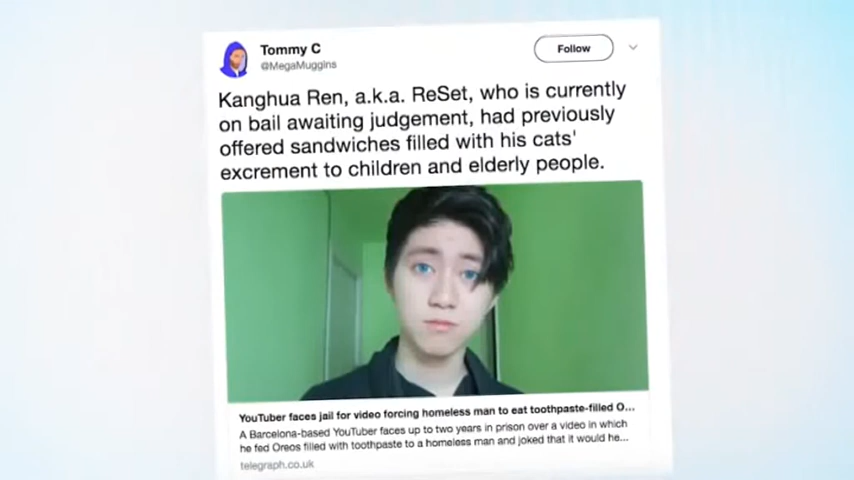 Tommy C
@MegaMuggins
Follow
Kanghua Ren, a.k.a. ReSet, who is currently
on bail awaiting judgement, had previously
offered sandwiches filled with his cats'
excrement to children and elderly people.
YouTuber faces jail for video forcing homeless man to eat toothpaste-filled O...
A Barcelona-based YouTuber faces up to two years in prison over a video in which
he fed Oreos filled with toothpaste to a homeless man and joked that it would he...
telegraph.co.uk